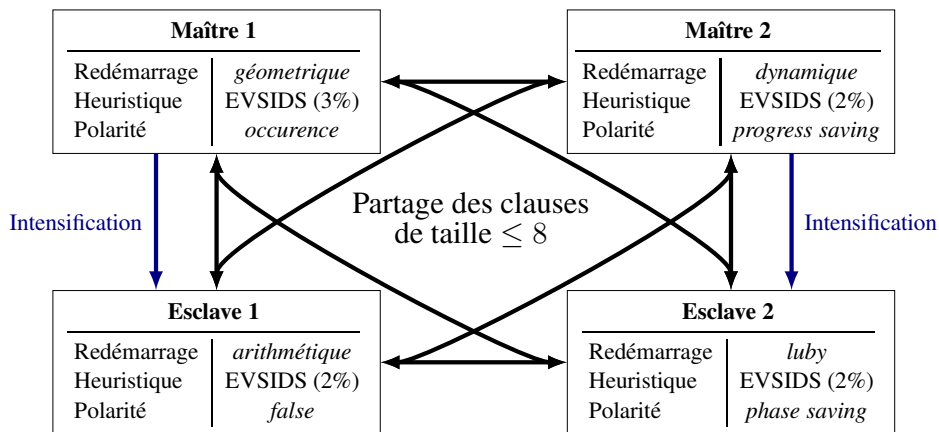 Maître 1
Redémarrage géometrique
Heuristique EVSIDS (3%)
Polarité occurence
Maître 2
Redémarrage dynamique
Heuristique EVSIDS (2%)
Polarité progress saving
Intensification
Partage des clauses
de taille ≤ 8
Intensification
Esclave 1
Redémarrage arithmétique
Heuristique EVSIDS (2%)
Polarité false
Esclave 2
Redémarrage luby
Heuristique EVSIDS (2%)
Polarité phase saving